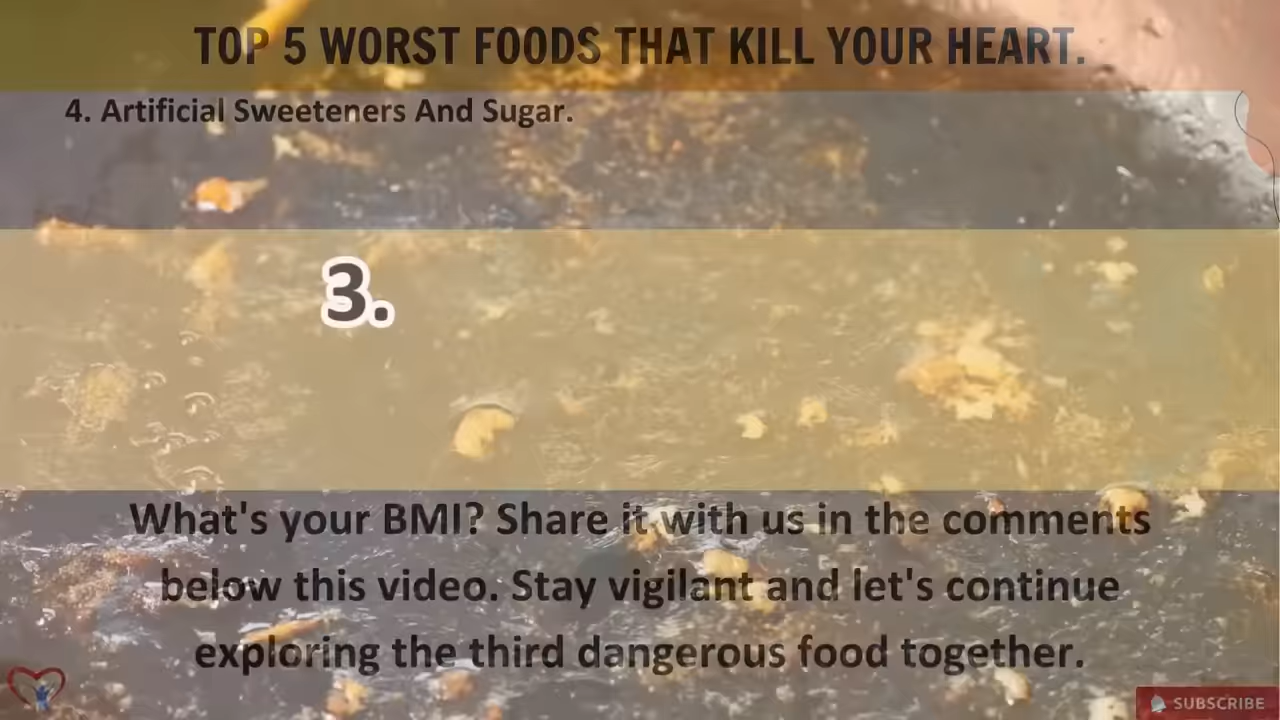 TOP 5 WORST FOODS THAT KILL YOUR HEART.
4. Artificial Sweeteners And Sugar.
3.
What's your BMI? Share it with us in the comments
below this video. Stay vigilant and let's continue
exploring the third dangerous food together.
SUBSCRIBE